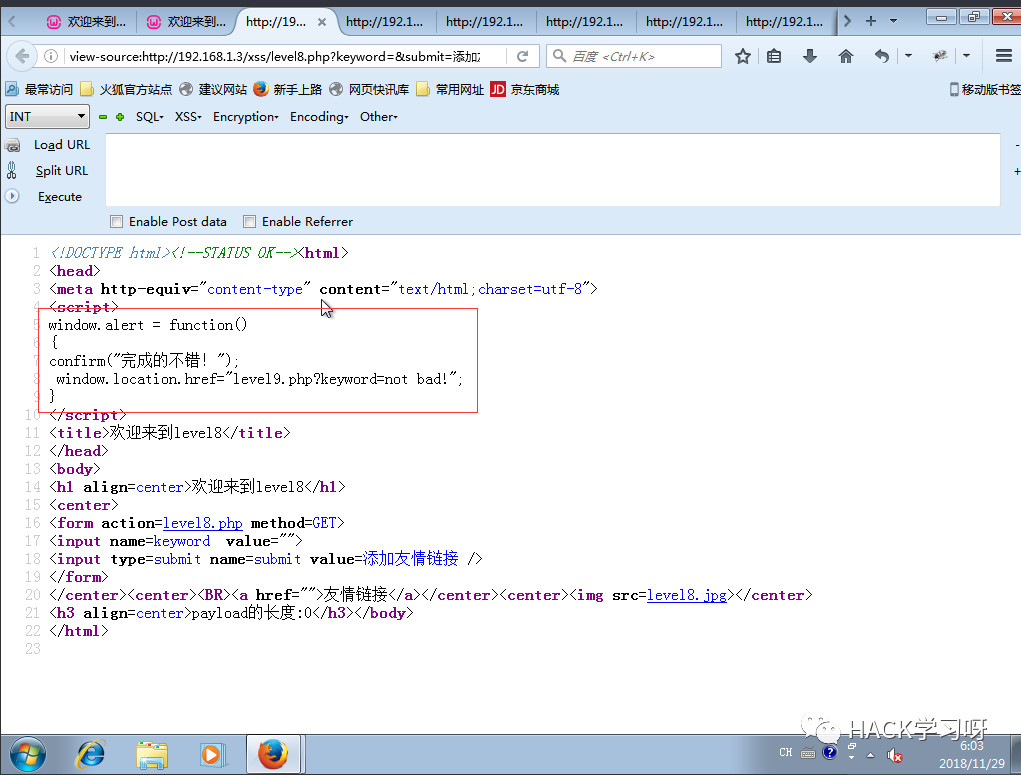 欢迎来到...
欢迎来到...
http://19...
http://192.1...
http://192.1...
http://192.1...
http://192.1...
http://192.1...
view-source:http://192.168.1.3/xss/level8.php?keyword=&submit=添加
百度 <Ctrl+K>
最常访问 火狐官方站点 建议网站 新手上路 网页快讯库 常用网址 JD 京东商城 移动版书签
INT SQL- XSS- Encryption- Encoding- Other-
Load URL
Split URL
Execute
Enable Post data Enable Referrer
1 <!DOCTYPE html><!--STATUS OK--><html>
2 <head>
3 <meta http-equiv="content-type" content="text/html;charset=utf-8">
4 <script>
5 window.alert = function()
6 {
7 confirm("完成的不错！");
8  window.location.href="level9.php?keyword=not bad!";
9 }
10 </script>
11 <title>欢迎来到level8</title>
12 </head>
13 <body>
14 <h1 align=center>欢迎来到level8</h1>
15 <center>
16 <form action=level8.php method=GET>
17 <input name=keyword  value="">
18 <input type=submit name=submit value=添加友情链接 />
19 </form>
20 </center><center><BR><a href="">友情链接</a></center><center><img src=level8.jpg></center>
21 <h3 align=center>payload的长度:0</h3></body>
22 </html>
23
HACK学习呀
CH
6:03
2018/11/29